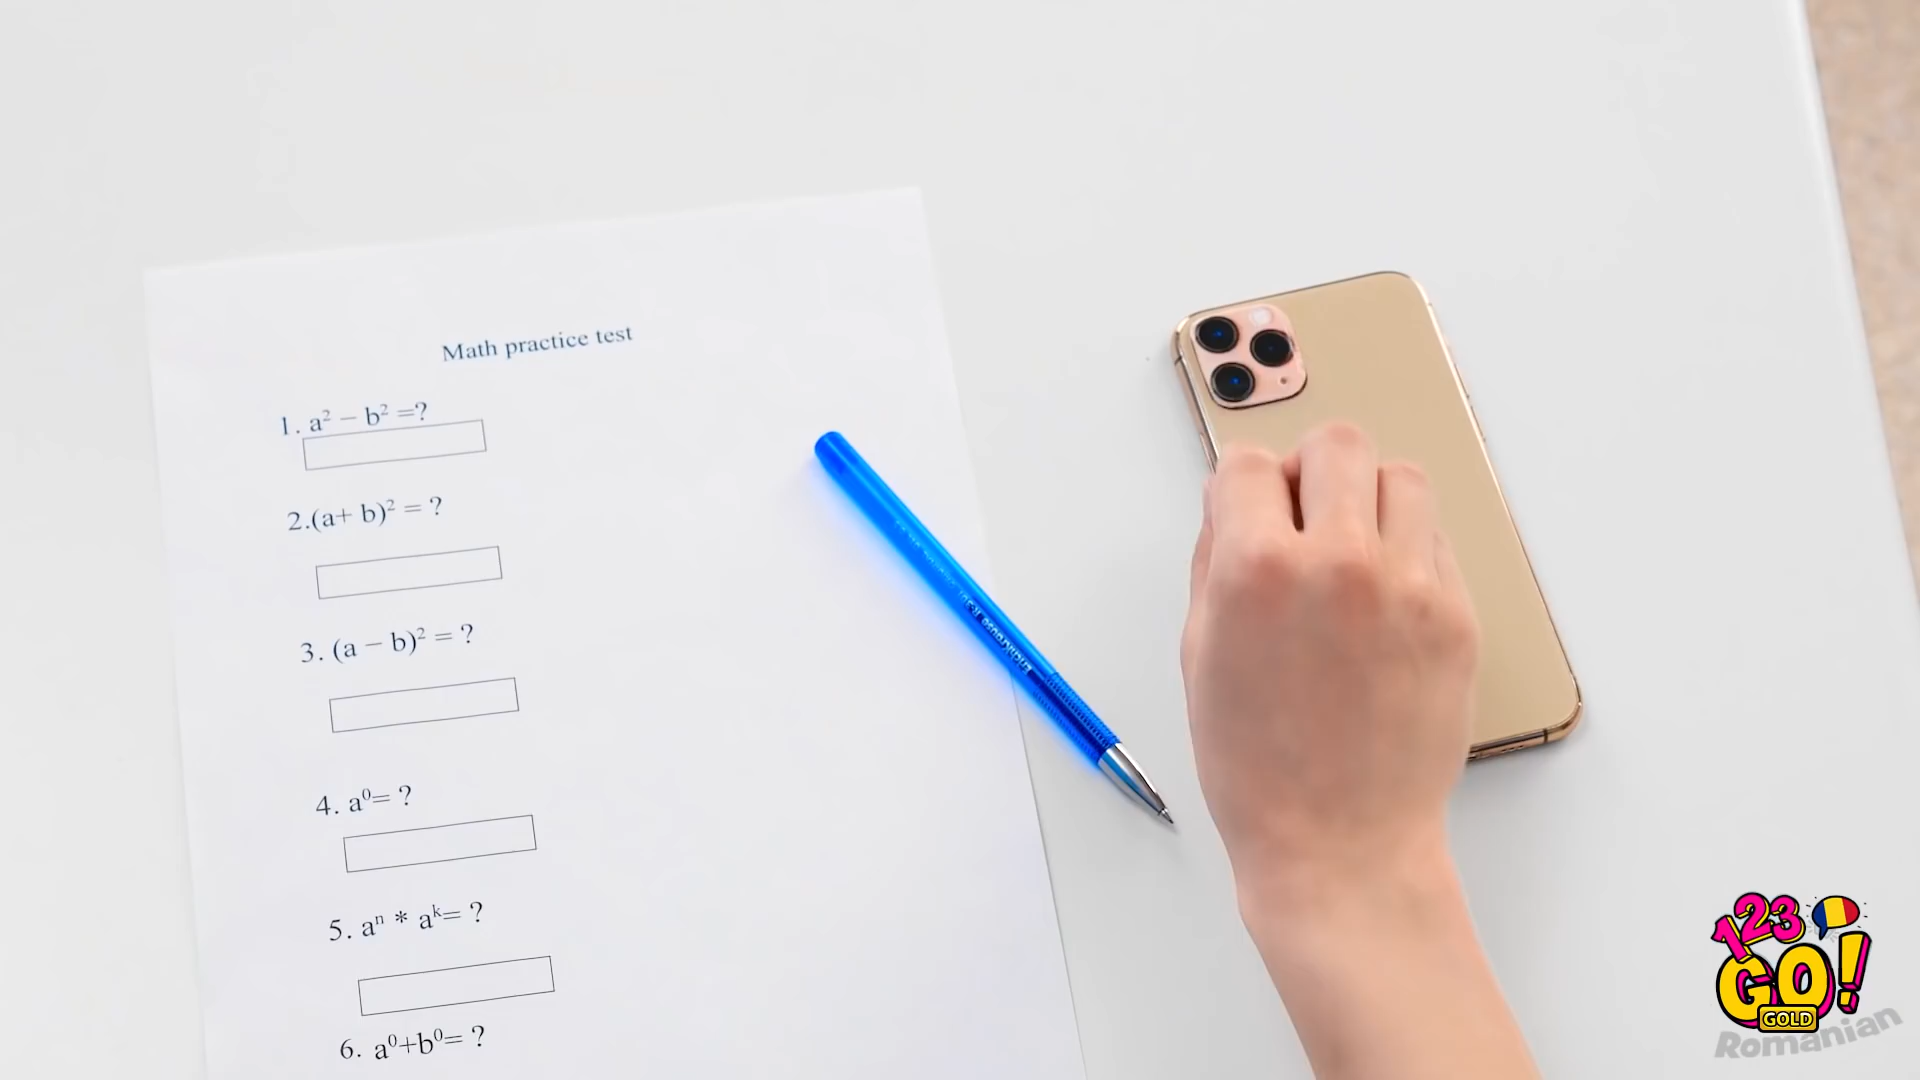 Math practice test
1. a² − b² =?
2.(a+ b)² = ?
3. (a − b)² = ?
4. a⁰= ?
5. aⁿ * aᵏ= ?
6. a⁰+b⁰= ?
123
GO!
GOLD
Romanian